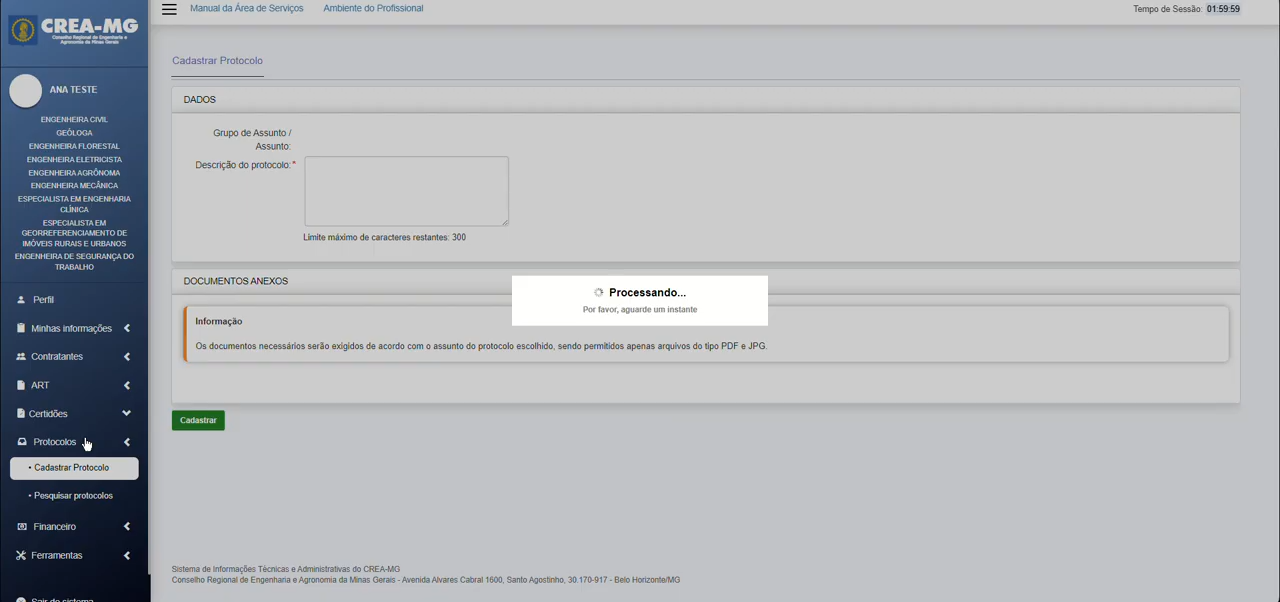 CREA-MG
Conselho Regional de Engenharia e
Agronomia de Minas Gerais
Manual da Área de Serviços
Ambiente do Profissional
Tempo de Sessão: 01:59:59
ANA TESTE
ENGENHEIRA CIVIL
GEÓLOGA
ENGENHEIRA FLORESTAL
ENGENHEIRA ELETRICISTA
ENGENHEIRA AGRÔNOMA
ENGENHEIRA MECÂNICA
ESPECIALISTA EM ENGENHARIA
CLÍNICA
ESPECIALISTA EM
GEORREFERENCIAMENTO DE
IMÓVEIS RURAIS E URBANOS
ENGENHEIRA DE SEGURANÇA DO
TRABALHO
Perfil
Minhas informações
Contratantes
ART
Certidões
Protocolos
• Cadastrar Protocolo
• Pesquisar protocolos
Financeiro
Ferramentas
Sair do sistema
Cadastrar Protocolo
DADOS
Grupo de Assunto /
Assunto:
Descrição do protocolo:*
Limite máximo de caracteres restantes: 300
DOCUMENTOS ANEXOS
Processando...
Por favor, aguarde um instante
Informação
Os documentos necessários serão exigidos de acordo com o assunto do protocolo escolhido, sendo permitidos apenas arquivos do tipo PDF e JPG.
Cadastrar
Sistema de Informações Técnicas e Administrativas do CREA-MG
Conselho Regional de Engenharia e Agronomia da Minas Gerais - Avenida Alvares Cabral 1600, Santo Agostinho, 30.170-917 - Belo Horizonte/MG